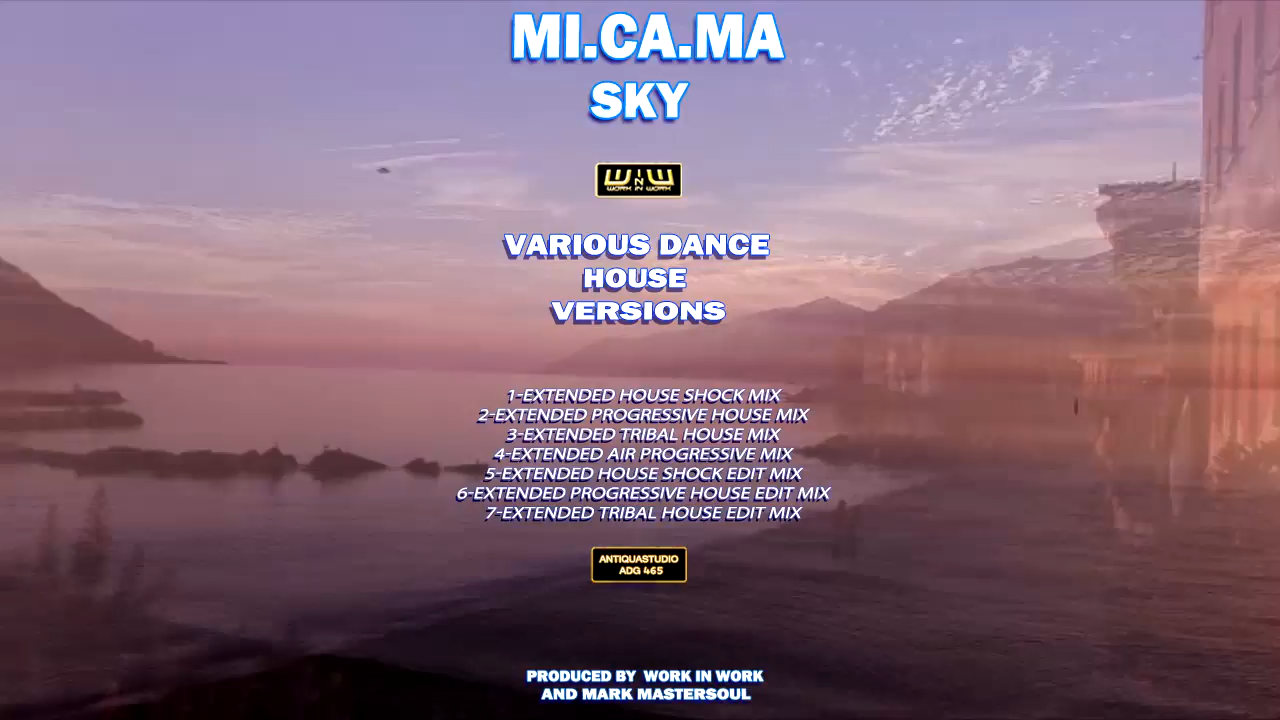 MI.CA.MA
SKY
W IN W
WORK IN WORK
VARIOUS DANCE
HOUSE
VERSIONS
1-EXTENDED HOUSE SHOCK MIX
2-EXTENDED PROGRESSIVE HOUSE MIX
3-EXTENDED TRIBAL HOUSE MIX
4-EXTENDED AIR PROGRESSIVE MIX
5-EXTENDED HOUSE SHOCK EDIT MIX
6-EXTENDED PROGRESSIVE HOUSE EDIT MIX
7-EXTENDED TRIBAL HOUSE EDIT MIX
ANTIQUASTUDIO
ADG 465
PRODUCED BY WORK IN WORK
AND MARK MASTERSOUL